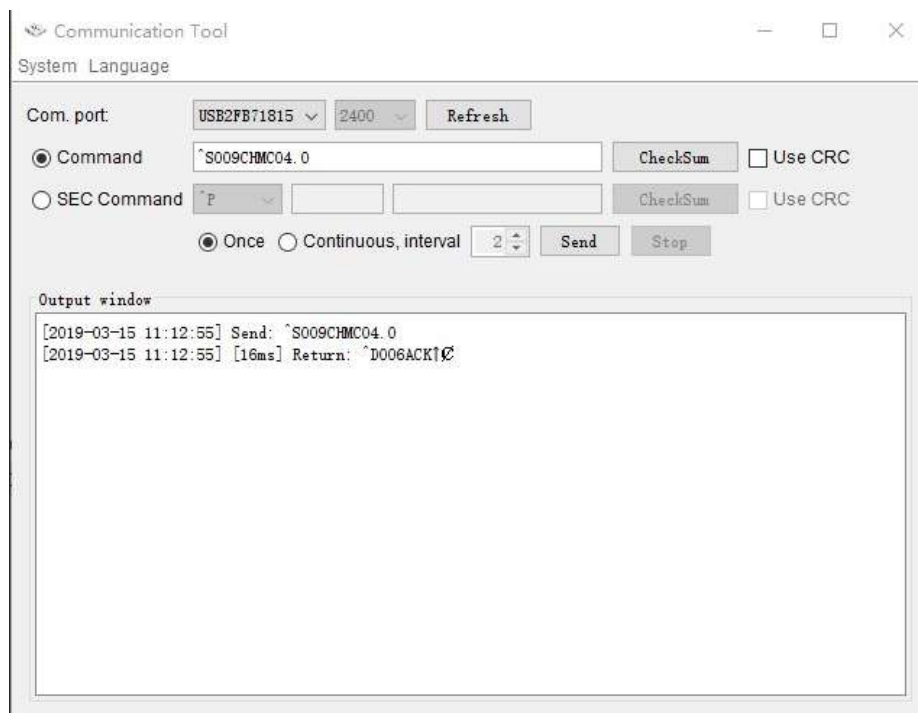 Communication Tool
System Language
Com. port: USB2FB71815 2400 Refresh
Command ^S009CHMC04.0 CheckSum Use CRC
SEC Command ^P CheckSum Use CRC
Once Continuous, interval 2 Send Stop
Output window
[2019-03-15 11:12:55] Send: ^S009CHMC04.0
[2019-03-15 11:12:55] [16ms] Return: ^D006ACK↑